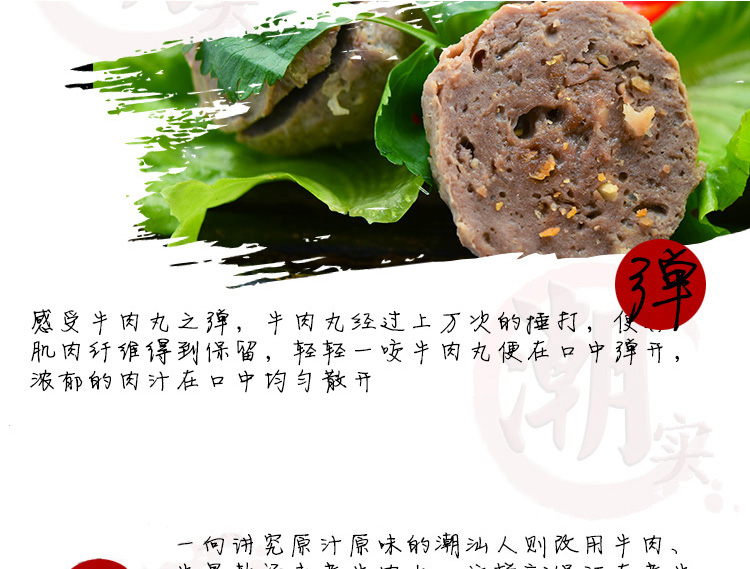 弹
感受牛肉丸之弹，牛肉丸经过上万次的捶打，使
肌肉纤维得到保留，轻轻一咬牛肉丸便在口中弹开，
浓郁的肉汁在口中均匀散开
潮
实
一向讲究原汁原味的潮汕人则改用牛肉、